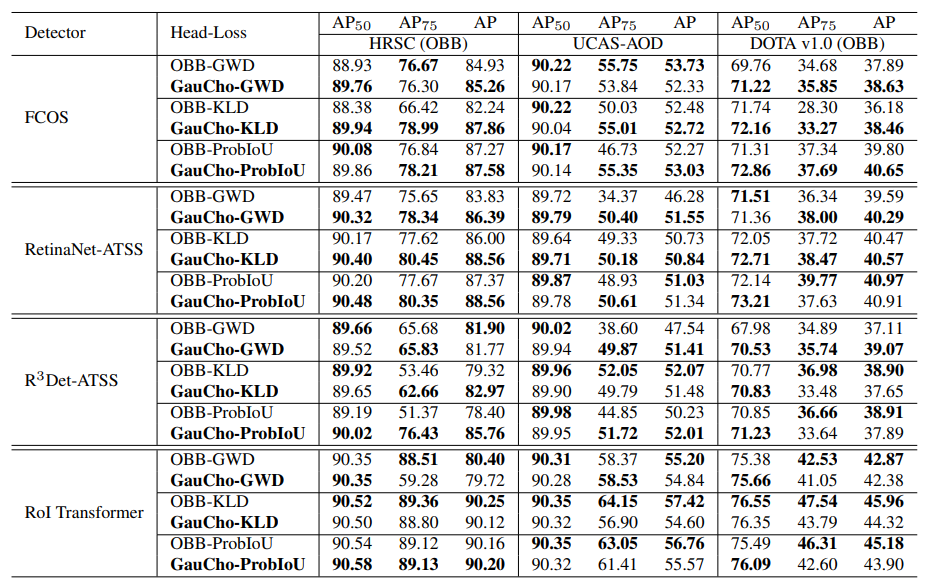 Detector Head-Loss AP50 AP75 AP AP50 AP75 AP AP50 AP75 AP
HRSC (OBB) UCAS-AOD DOTA v1.0 (OBB)
FCOS
OBB-GWD 88.93 76.67 84.93 90.22 55.75 53.73 69.76 34.68 37.89
GauCho-GWD 89.76 76.30 85.26 90.17 53.84 52.33 71.22 35.85 38.63
OBB-KLD 88.38 66.42 82.24 90.22 50.03 52.48 71.74 28.30 36.18
GauCho-KLD 89.94 78.99 87.86 90.04 55.01 52.72 72.16 33.27 38.46
OBB-ProbIoU 90.08 76.84 87.27 90.17 46.73 52.27 71.31 37.34 39.80
GauCho-ProbIoU 89.86 78.21 87.58 90.14 55.35 53.03 72.86 37.69 40.65
RetinaNet-ATSS
OBB-GWD 89.47 75.65 83.83 89.72 34.37 46.28 71.51 36.34 39.59
GauCho-GWD 90.32 78.34 86.39 89.79 50.40 51.55 71.36 38.00 40.29
OBB-KLD 90.17 77.62 86.00 89.64 49.33 50.73 72.05 37.72 40.47
GauCho-KLD 90.40 80.45 88.56 89.71 50.18 50.84 72.71 38.47 40.57
OBB-ProbIoU 90.20 77.67 87.37 89.87 48.93 51.03 72.14 39.77 40.97
GauCho-ProbIoU 90.48 80.35 88.56 89.78 50.61 51.34 73.21 37.63 40.91
R³Det-ATSS
OBB-GWD 89.66 65.68 81.90 90.02 38.60 47.54 67.98 34.89 37.11
GauCho-GWD 89.52 65.83 81.77 89.94 49.87 51.41 70.53 35.74 39.07
OBB-KLD 89.92 53.46 79.32 89.96 52.05 52.07 70.77 36.98 38.90
GauCho-KLD 89.65 62.66 82.97 89.90 49.79 51.48 70.83 33.48 37.65
OBB-ProbIoU 89.19 51.37 78.40 89.98 44.85 50.23 70.85 36.66 38.91
GauCho-ProbIoU 90.02 76.43 85.76 89.95 51.72 52.01 71.23 33.64 37.89
RoI Transformer
OBB-GWD 90.35 88.51 80.40 90.31 58.37 55.20 75.38 42.53 42.87
GauCho-GWD 90.35 59.28 79.72 90.28 58.53 54.84 75.66 41.05 42.38
OBB-KLD 90.52 89.36 90.25 90.35 64.15 57.42 76.55 47.54 45.96
GauCho-KLD 90.50 88.80 90.12 90.32 56.90 54.60 76.35 43.79 44.32
OBB-ProbIoU 90.54 89.12 90.16 90.35 63.05 56.76 75.49 46.31 45.18
GauCho-ProbIoU 90.58 89.13 90.20 90.32 61.41 55.57 76.09 42.60 43.90